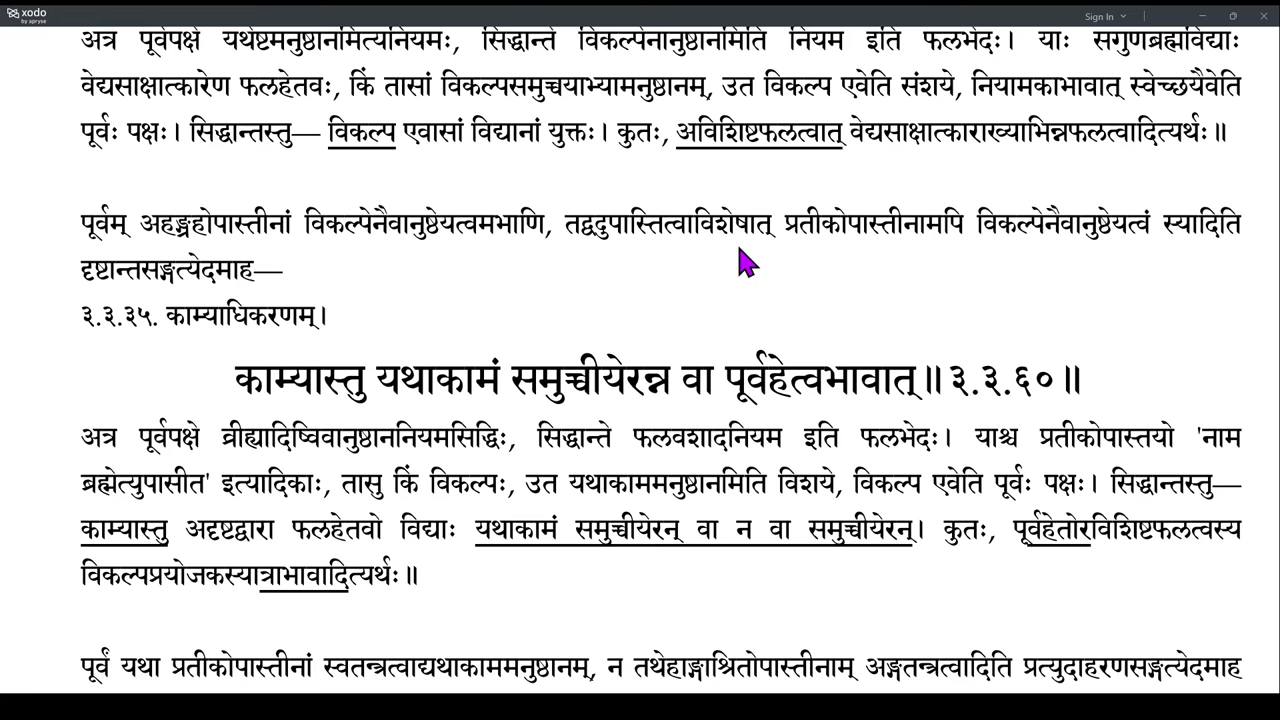 xodo
by apryse
Sign In
अत्र पूर्वपक्षे यथेष्टमनुष्ठानमित्यनियमः, सिद्धान्ते विकल्पेनानुष्ठानमिति नियम इति फलभेदः। याः सगुणब्रह्मविद्याः
वेद्यसाक्षात्कारेण फलहेतवः, किं तासां विकल्पसमुच्चयाभ्यामनुष्ठानम्, उत विकल्प एवेति संशये, नियामकाभावात् स्वेच्छयैवेति
पूर्वः पक्षः। सिद्धान्तस्तु— विकल्प एवासां विद्यानां युक्तः। कुतः, अविशिष्टफलत्वात् वेद्यसाक्षात्काराख्याभिन्नफलत्वादित्यर्थः॥
पूर्वम् अहङ्ग्रहोपास्तीनां विकल्पेनैवानुष्ठेयत्वमभाणि, तद्वदुपास्तित्वाविशेषात् प्रतीकोपास्तीनामपि विकल्पेनैवानुष्ठेयत्वं स्यादिति
दृष्टान्तसङ्गत्येदमाह—
३.३.३५. काम्याधिकरणम्।
काम्यास्तु यथाकामं समुच्चीयेरन्न वा पूर्वहेत्वभावात्॥३.३.६०॥
अत्र पूर्वपक्षे व्रीह्यादिष्विवानुष्ठाननियमसिद्धिः, सिद्धान्ते फलवशादनियम इति फलभेदः। याश्च प्रतीकोपास्तयो 'नाम
ब्रह्मेत्युपासीत' इत्यादिकाः, तासु किं विकल्पः, उत यथाकाममनुष्ठानमिति विशये, विकल्प एवेति पूर्वः पक्षः। सिद्धान्तस्तु—
काम्यास्तु अदृष्टद्वारा फलहेतवो विद्याः यथाकामं समुच्चीयेरन् वा न वा समुच्चीयेरन्। कुतः, पूर्वहेतोरविशिष्टफलत्वस्य
विकल्पप्रयोजकस्यात्राभावादित्यर्थः॥
पूर्वं यथा प्रतीकोपास्तीनां स्वतन्त्रत्वाद्यथाकाममनुष्ठानम्, न तथेहाङ्गाश्रितोपास्तीनाम् अङ्गतन्त्रत्वादिति प्रत्युदाहरणसङ्गत्येदमाह